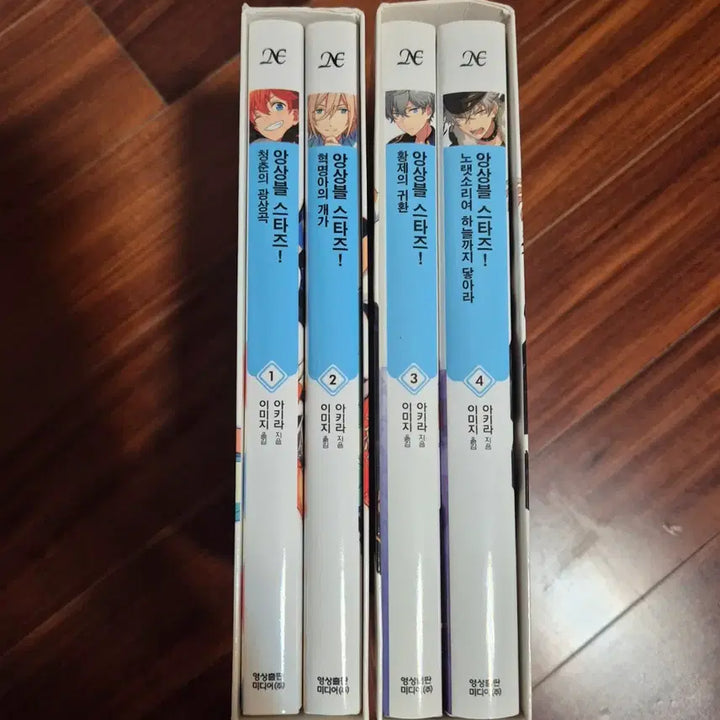 NE
앙상블 스타즈!
청춘의 광상곡
1
아키라 지음
이미지 옮김
영상출판
미디어(주)
NE
앙상블 스타즈!
혁명아의 개가
2
아키라 지음
이미지 옮김
영상출판
미디어(주)
NE
앙상블 스타즈!
황제의 귀환
3
아키라 지음
이미지 옮김
영상출판
미디어(주)
NE
앙상블 스타즈!
노랫소리여 하늘까지 닿아라
4
아키라 지음
이미지 옮김
영상출판
미디어(주)